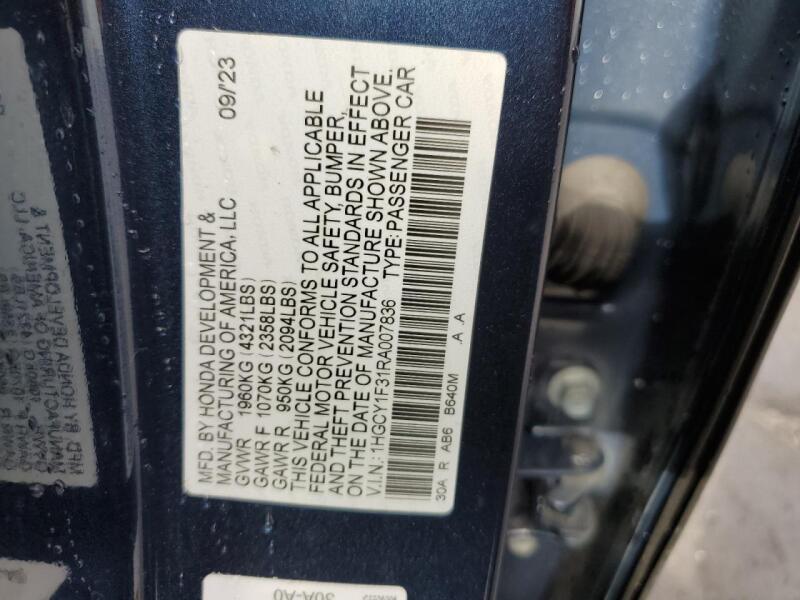 MFD. BY HONDA DEVELOPMENT & 09/'23
MANUFACTURING OF AMERICA, LLC
GVWR 1960KG (4321LBS)
GAWR F 1070KG (2358LBS)
GAWR R 950KG (2094LBS)
THIS VEHICLE CONFORMS TO ALL APPLICABLE
FEDERAL MOTOR VEHICLE SAFETY, BUMPER,
AND THEFT PREVENTION STANDARDS IN EFFECT
ON THE DATE OF MANUFACTURE SHOWN ABOVE.
V.I.N.: 1HGCY1F31RA007836 TYPE:PASSENGER CAR
30A R AB6 B640M .A .A
30A-A0